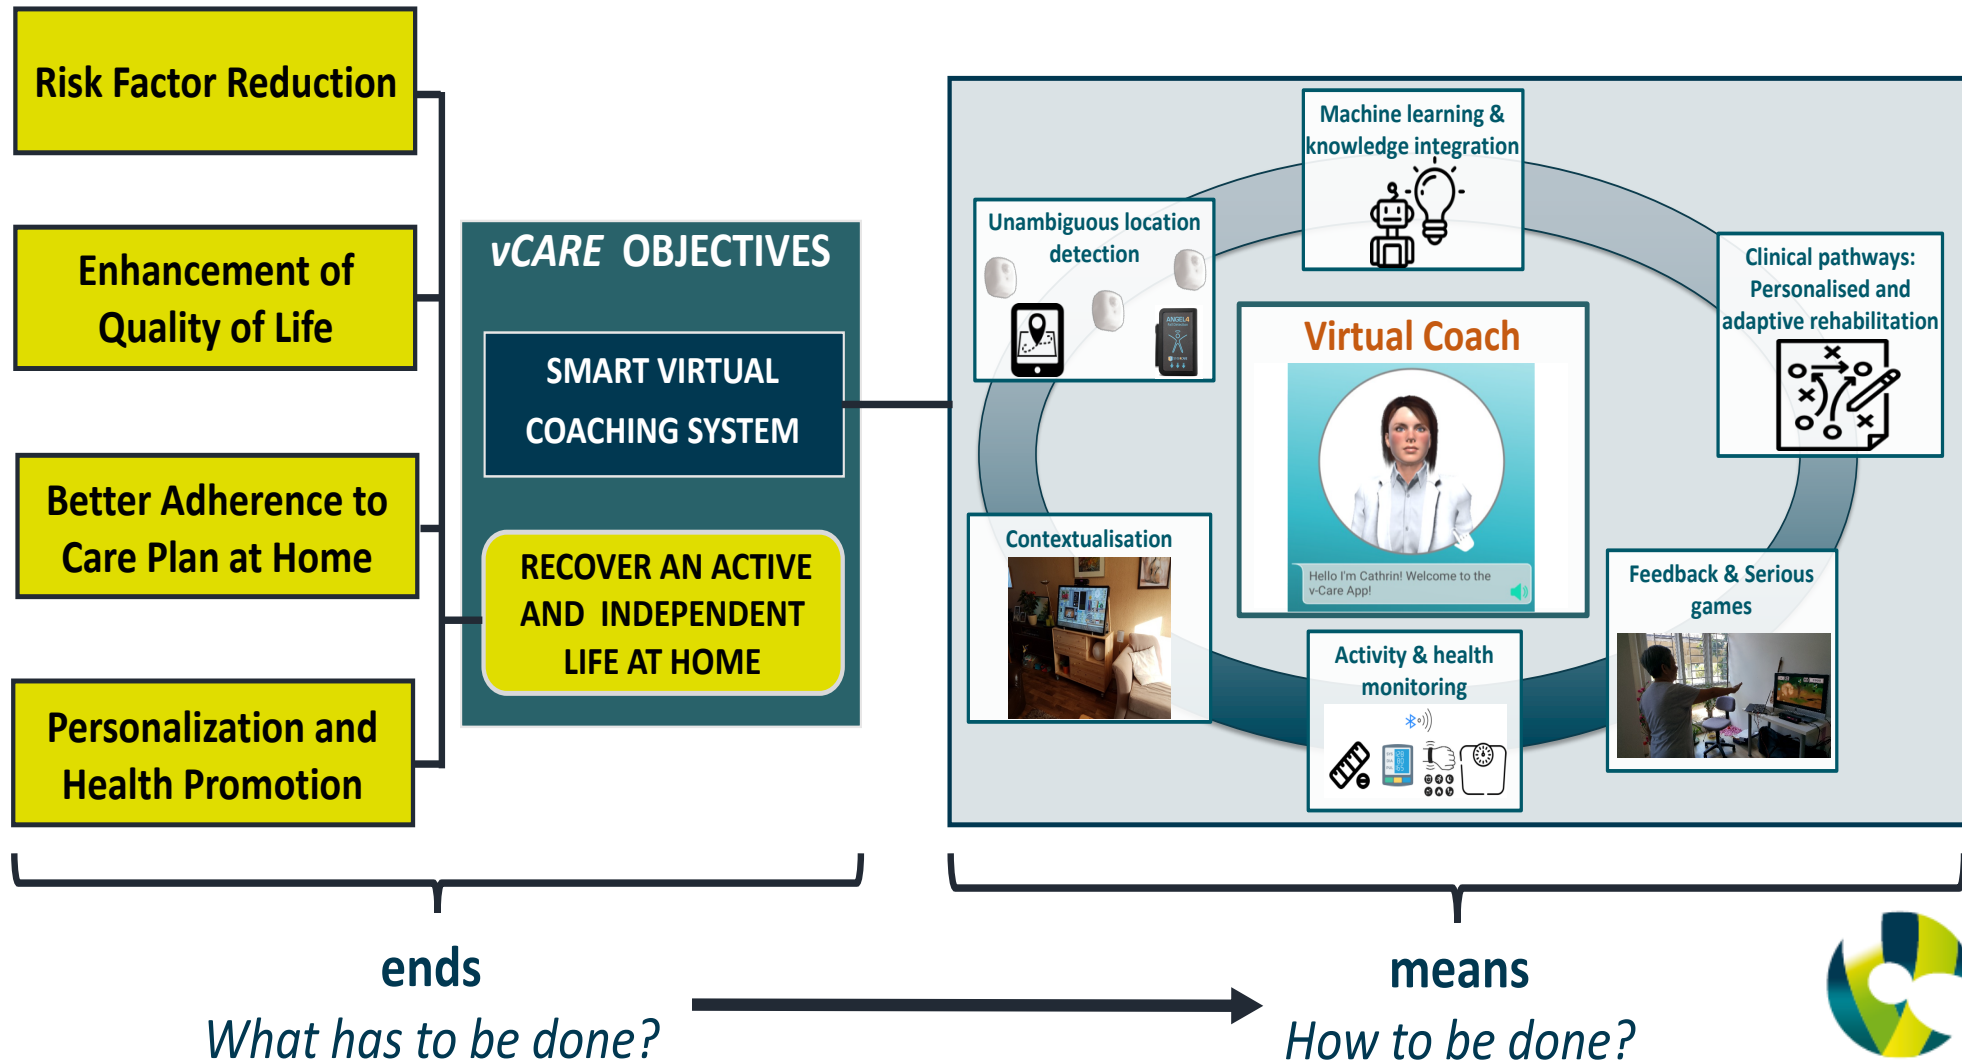 Risk Factor Reduction
Enhancement of
Quality of Life
Better Adherence to
Care Plan at Home
Personalization and
Health Promotion
vCARE OBJECTIVES
SMART VIRTUAL
COACHING SYSTEM
RECOVER AN ACTIVE
AND INDEPENDENT
LIFE AT HOME
Machine learning &
knowledge integration
Unambiguous location
detection
ANGEL4
Clinical pathways:
Personalised and
adaptive rehabilitation
Virtual Coach
Hello I'm Cathrin! Welcome to the
v-Care App!
Contextualisation
Feedback & Serious
games
Activity & health
monitoring
ends
What has to be done?
means
How to be done?